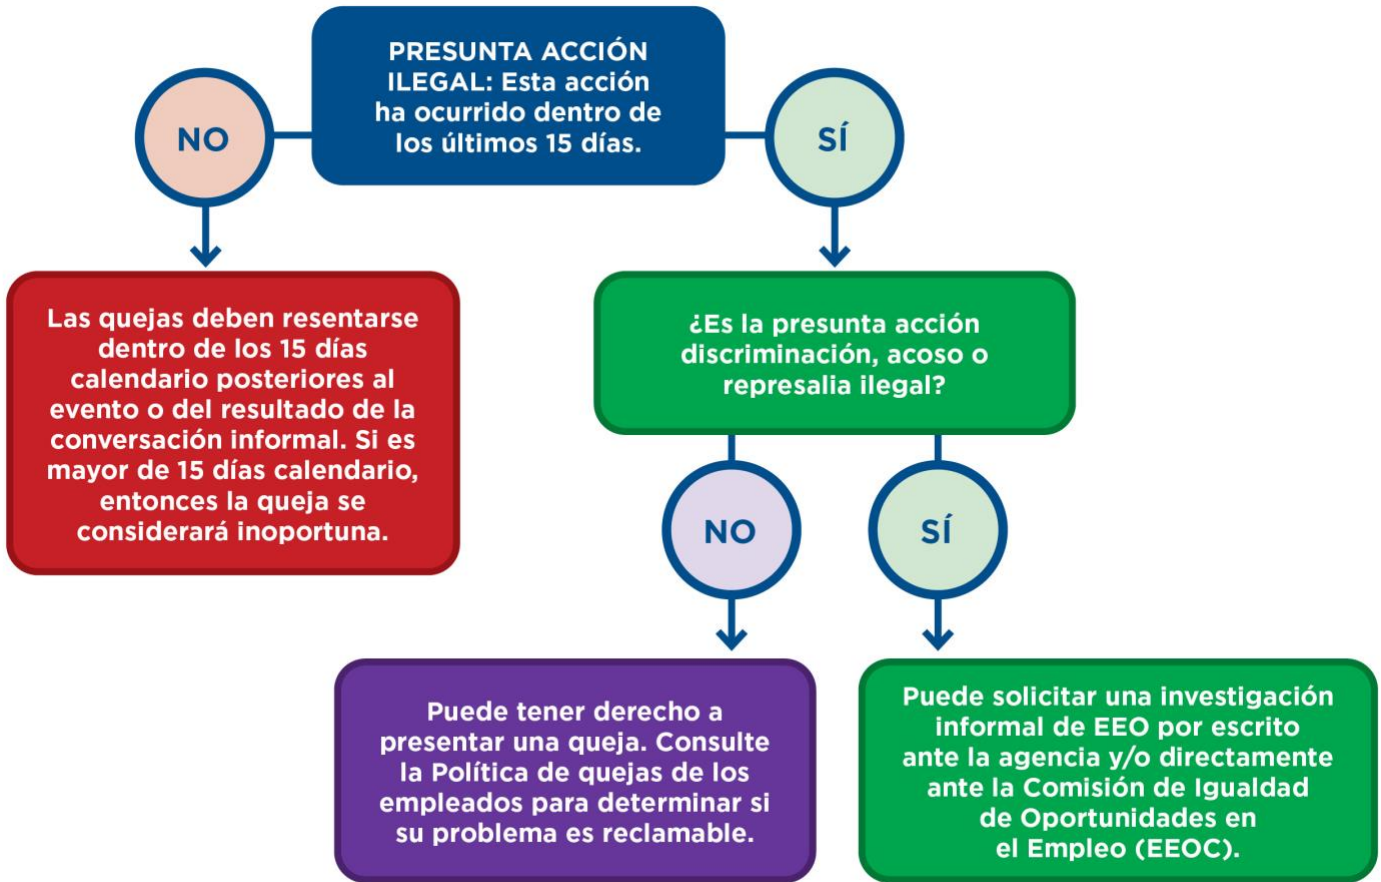 PRESUNTA ACCIÓN
ILEGAL: Esta acción
ha ocurrido dentro de
los últimos 15 días.
NO
SÍ
Las quejas deben resentarse
dentro de los 15 días
calendario posteriores al
evento o del resultado de la
conversación informal. Si es
mayor de 15 días calendario,
entonces la queja se
considerará inoportuna.
¿Es la presunta acción
discriminación, acoso o
represalia ilegal?
NO
SÍ
Puede tener derecho a
presentar una queja. Consulte
la Política de quejas de los
empleados para determinar si
su problema es reclamable.
Puede solicitar una investigación
informal de EEO por escrito
ante la agencia y/o directamente
ante la Comisión de Igualdad
de Oportunidades en
el Empleo (EEOC).